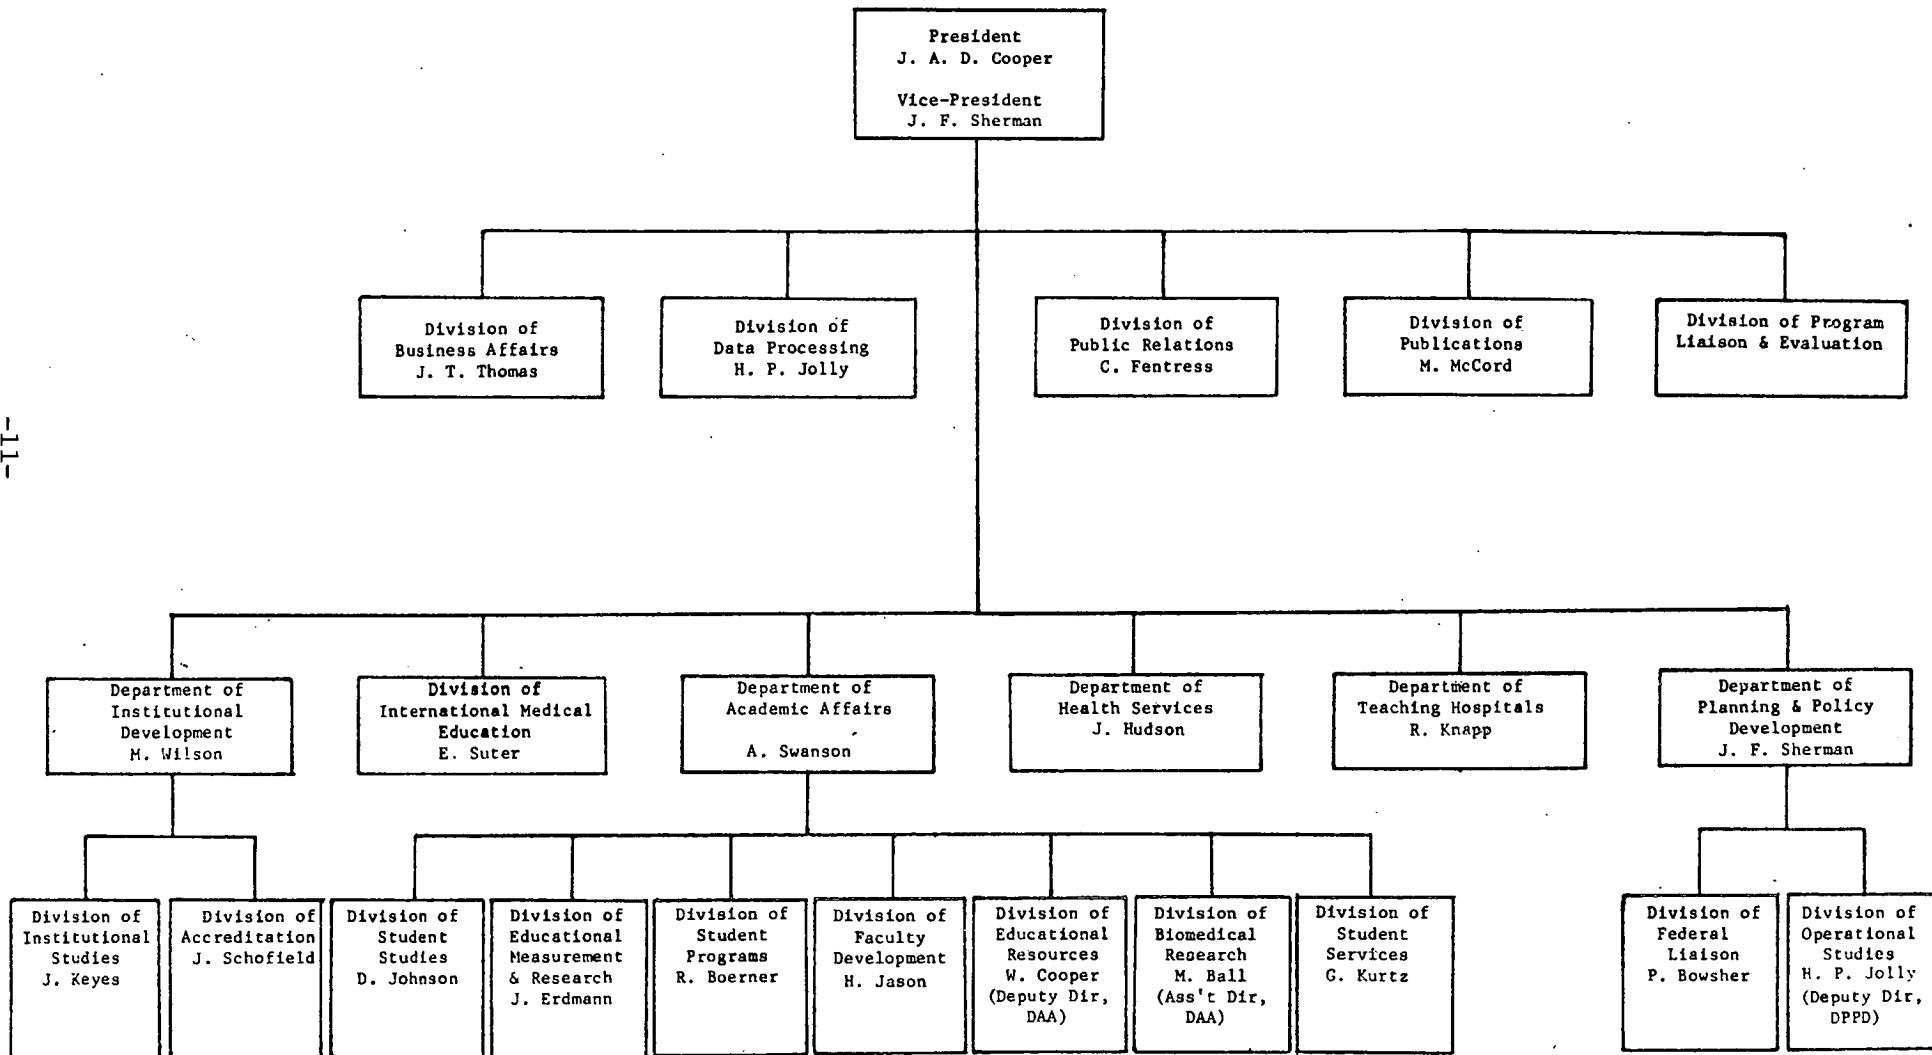 President
J. A. D. Cooper
Vice-President
J. F. Sherman
Division of
Business Affairs
J. T. Thomas
Division of
Data Processing
H. P. Jolly
Division of
Public Relations
C. Fentress
Division of
Publications
M. McCord
Division of Program
Liaison & Evaluation
-11-
Department of
Institutional
Development
M. Wilson
Division of
International Medical
Education
E. Suter
Department of
Academic Affairs
A. Swanson
Department of
Health Services
J. Hudson
Department of
Teaching Hospitals
R. Knapp
Department of
Planning & Policy
Development
J. F. Sherman
Division of
Institutional
Studies
J. Keyes
Division of
Accreditation
J. Schofield
Division of
Student
Studies
D. Johnson
Division of
Educational
Measurement
& Research
J. Erdmann
Division of
Student
Programs
R. Boerner
Division of
Faculty
Development
H. Jason
Division of
Educational
Resources
W. Cooper
(Deputy Dir,
DAA)
Division of
Biomedical
Research
M. Ball
(Ass't Dir,
DAA)
Division of
Student
Services
G. Kurtz
Division of
Federal
Liaison
P. Bowsher
Division of
Operational
Studies
H. P. Jolly
(Deputy Dir,
DPPD)